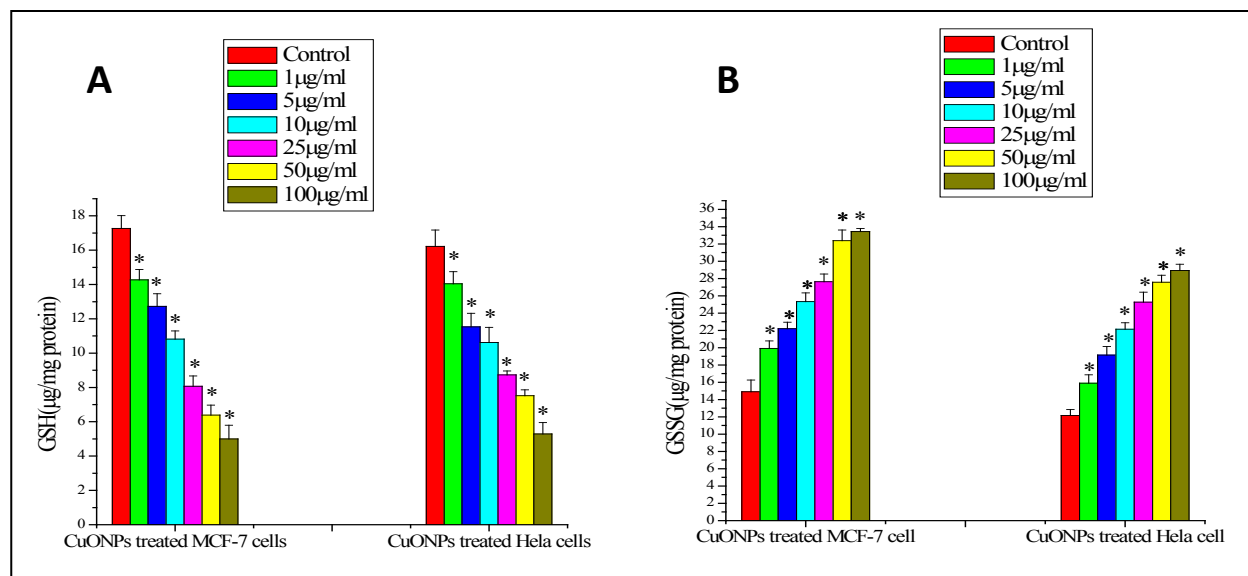 A
Control
1µg/ml
5µg/ml
10µg/ml
25µg/ml
50µg/ml
100µg/ml
GSH(µg/mg protein)
18
16
14
12
10
8
6
4
2
0
* * * * * *
* * * * * *
CuONPs treated MCF-7 cells
CuONPs treated Hela cells
B
Control
1µg/ml
5µg/ml
10µg/ml
25µg/ml
50µg/ml
100µg/ml
GSSG(µg/mg protein)
36
34
32
30
28
26
24
22
20
18
16
14
12
10
8
6
4
2
0
* * * * * *
* * * * * *
CuONPs treated MCF-7 cell
CuONPs treated Hela cell